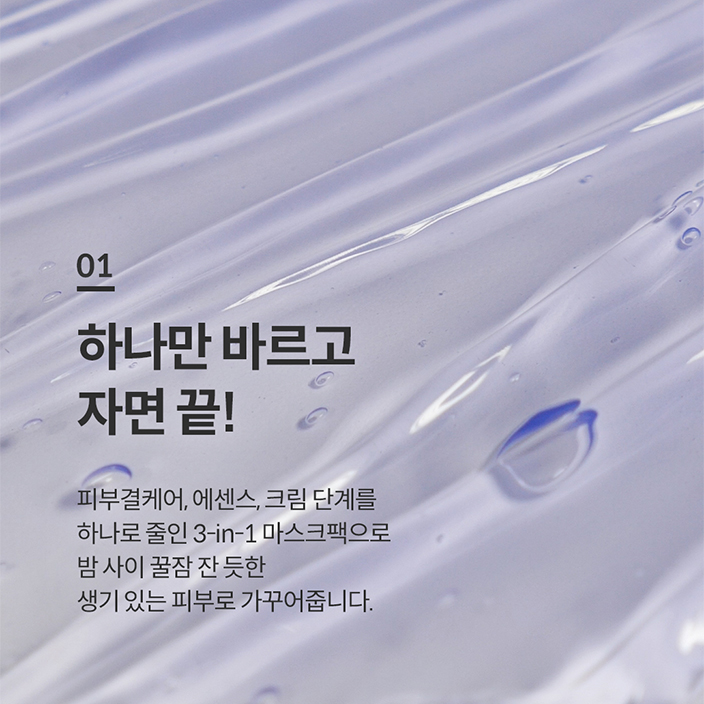 01
하나만 바르고
자면 끝!
피부결케어, 에센스, 크림 단계를
하나로 줄인 3-in-1 마스크팩으로
밤 사이 꿀잠 잔 듯한
생기 있는 피부로 가꾸어줍니다.